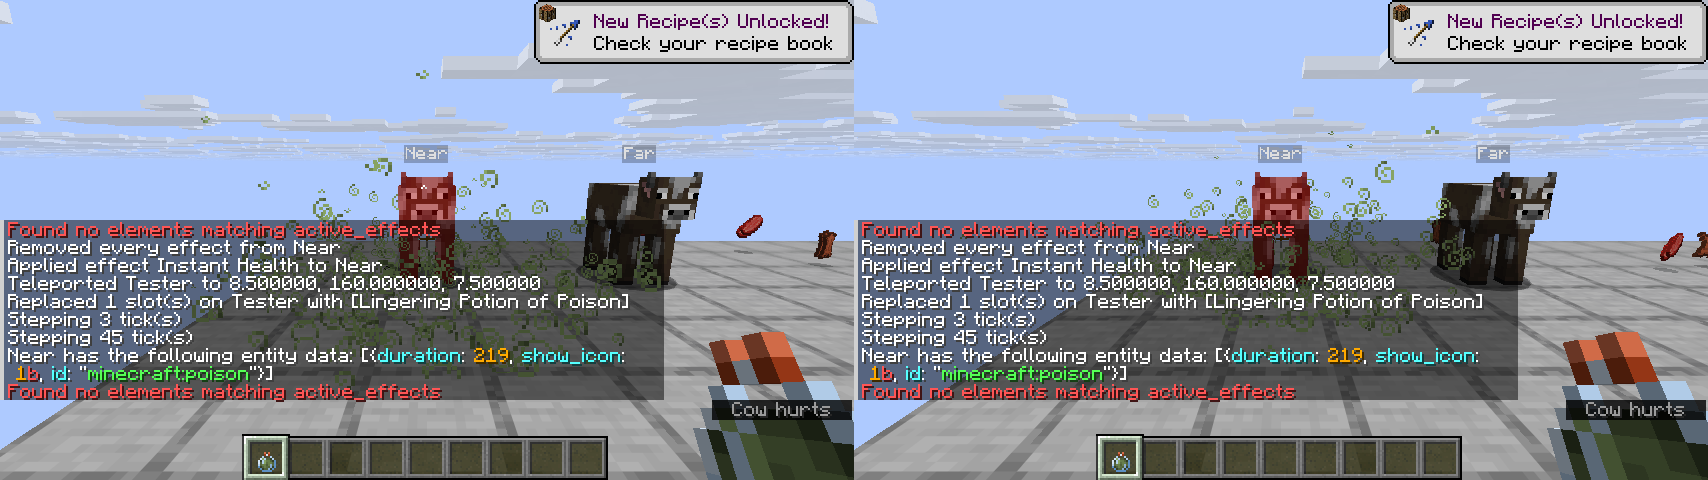 New Recipe(s) Unlocked!
Check your recipe book
Near
Far
Found no elements matching active_effects
Removed every effect from Near
Applied effect Instant Health to Near
Teleported Tester to 8.500000, 160.000000, 7.500000
Replaced 1 slot(s) on Tester with [Lingering Potion of Poison]
Stepping 3 tick(s)
Stepping 45 tick(s)
Near has the following entity data: [{duration: 219, show_icon:
1b, id: "minecraft:poison"}]
Found no elements matching active_effects
Cow hurts
New Recipe(s) Unlocked!
Check your recipe book
Near
Far
Found no elements matching active_effects
Removed every effect from Near
Applied effect Instant Health to Near
Teleported Tester to 8.500000, 160.000000, 7.500000
Replaced 1 slot(s) on Tester with [Lingering Potion of Poison]
Stepping 3 tick(s)
Stepping 45 tick(s)
Near has the following entity data: [{duration: 219, show_icon:
1b, id: "minecraft:poison"}]
Found no elements matching active_effects
Cow hurts